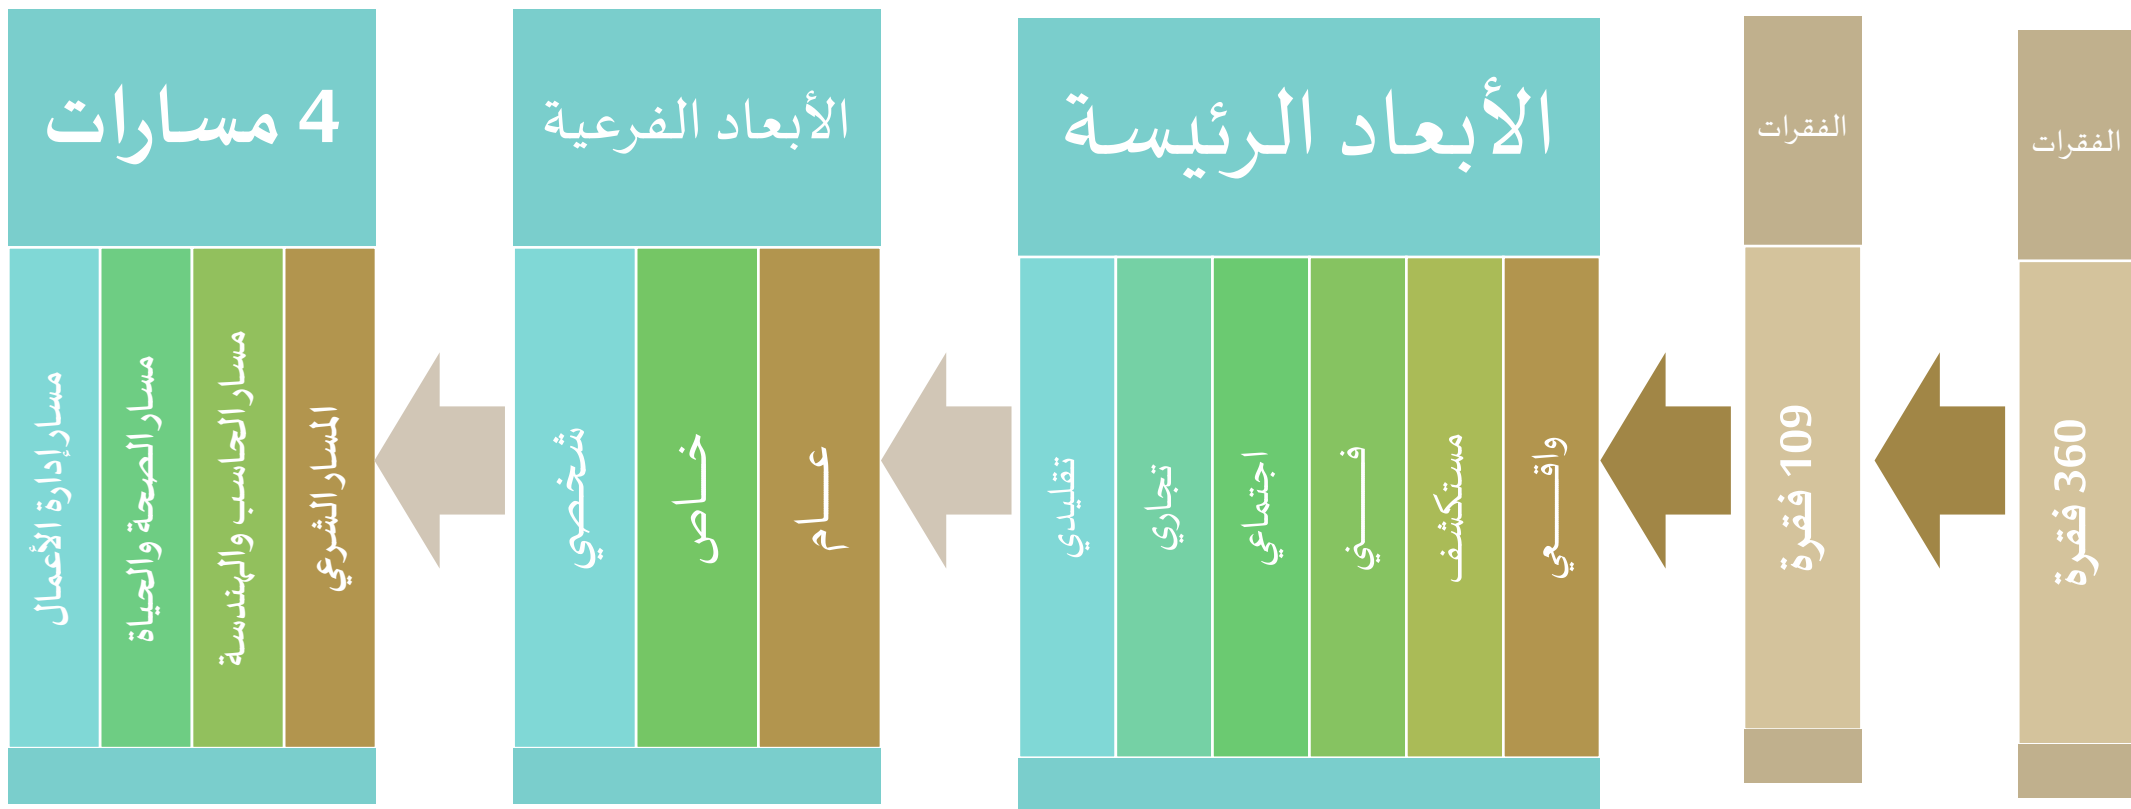 الفقرات
360 فقرة
الفقرات
109 فقرة
الأبعاد الرئيسة
واقـــعي
مستكشف
فـــني
اجتماعي
تجاري
تقليدي
الأبعاد الفرعية
عـــام
خـــاص
شخصي
4 مسارات
المسار الشرعي
مسار الحاسب والهندسة
مسار الصحة والحياة
مسار إدارة الأعمال